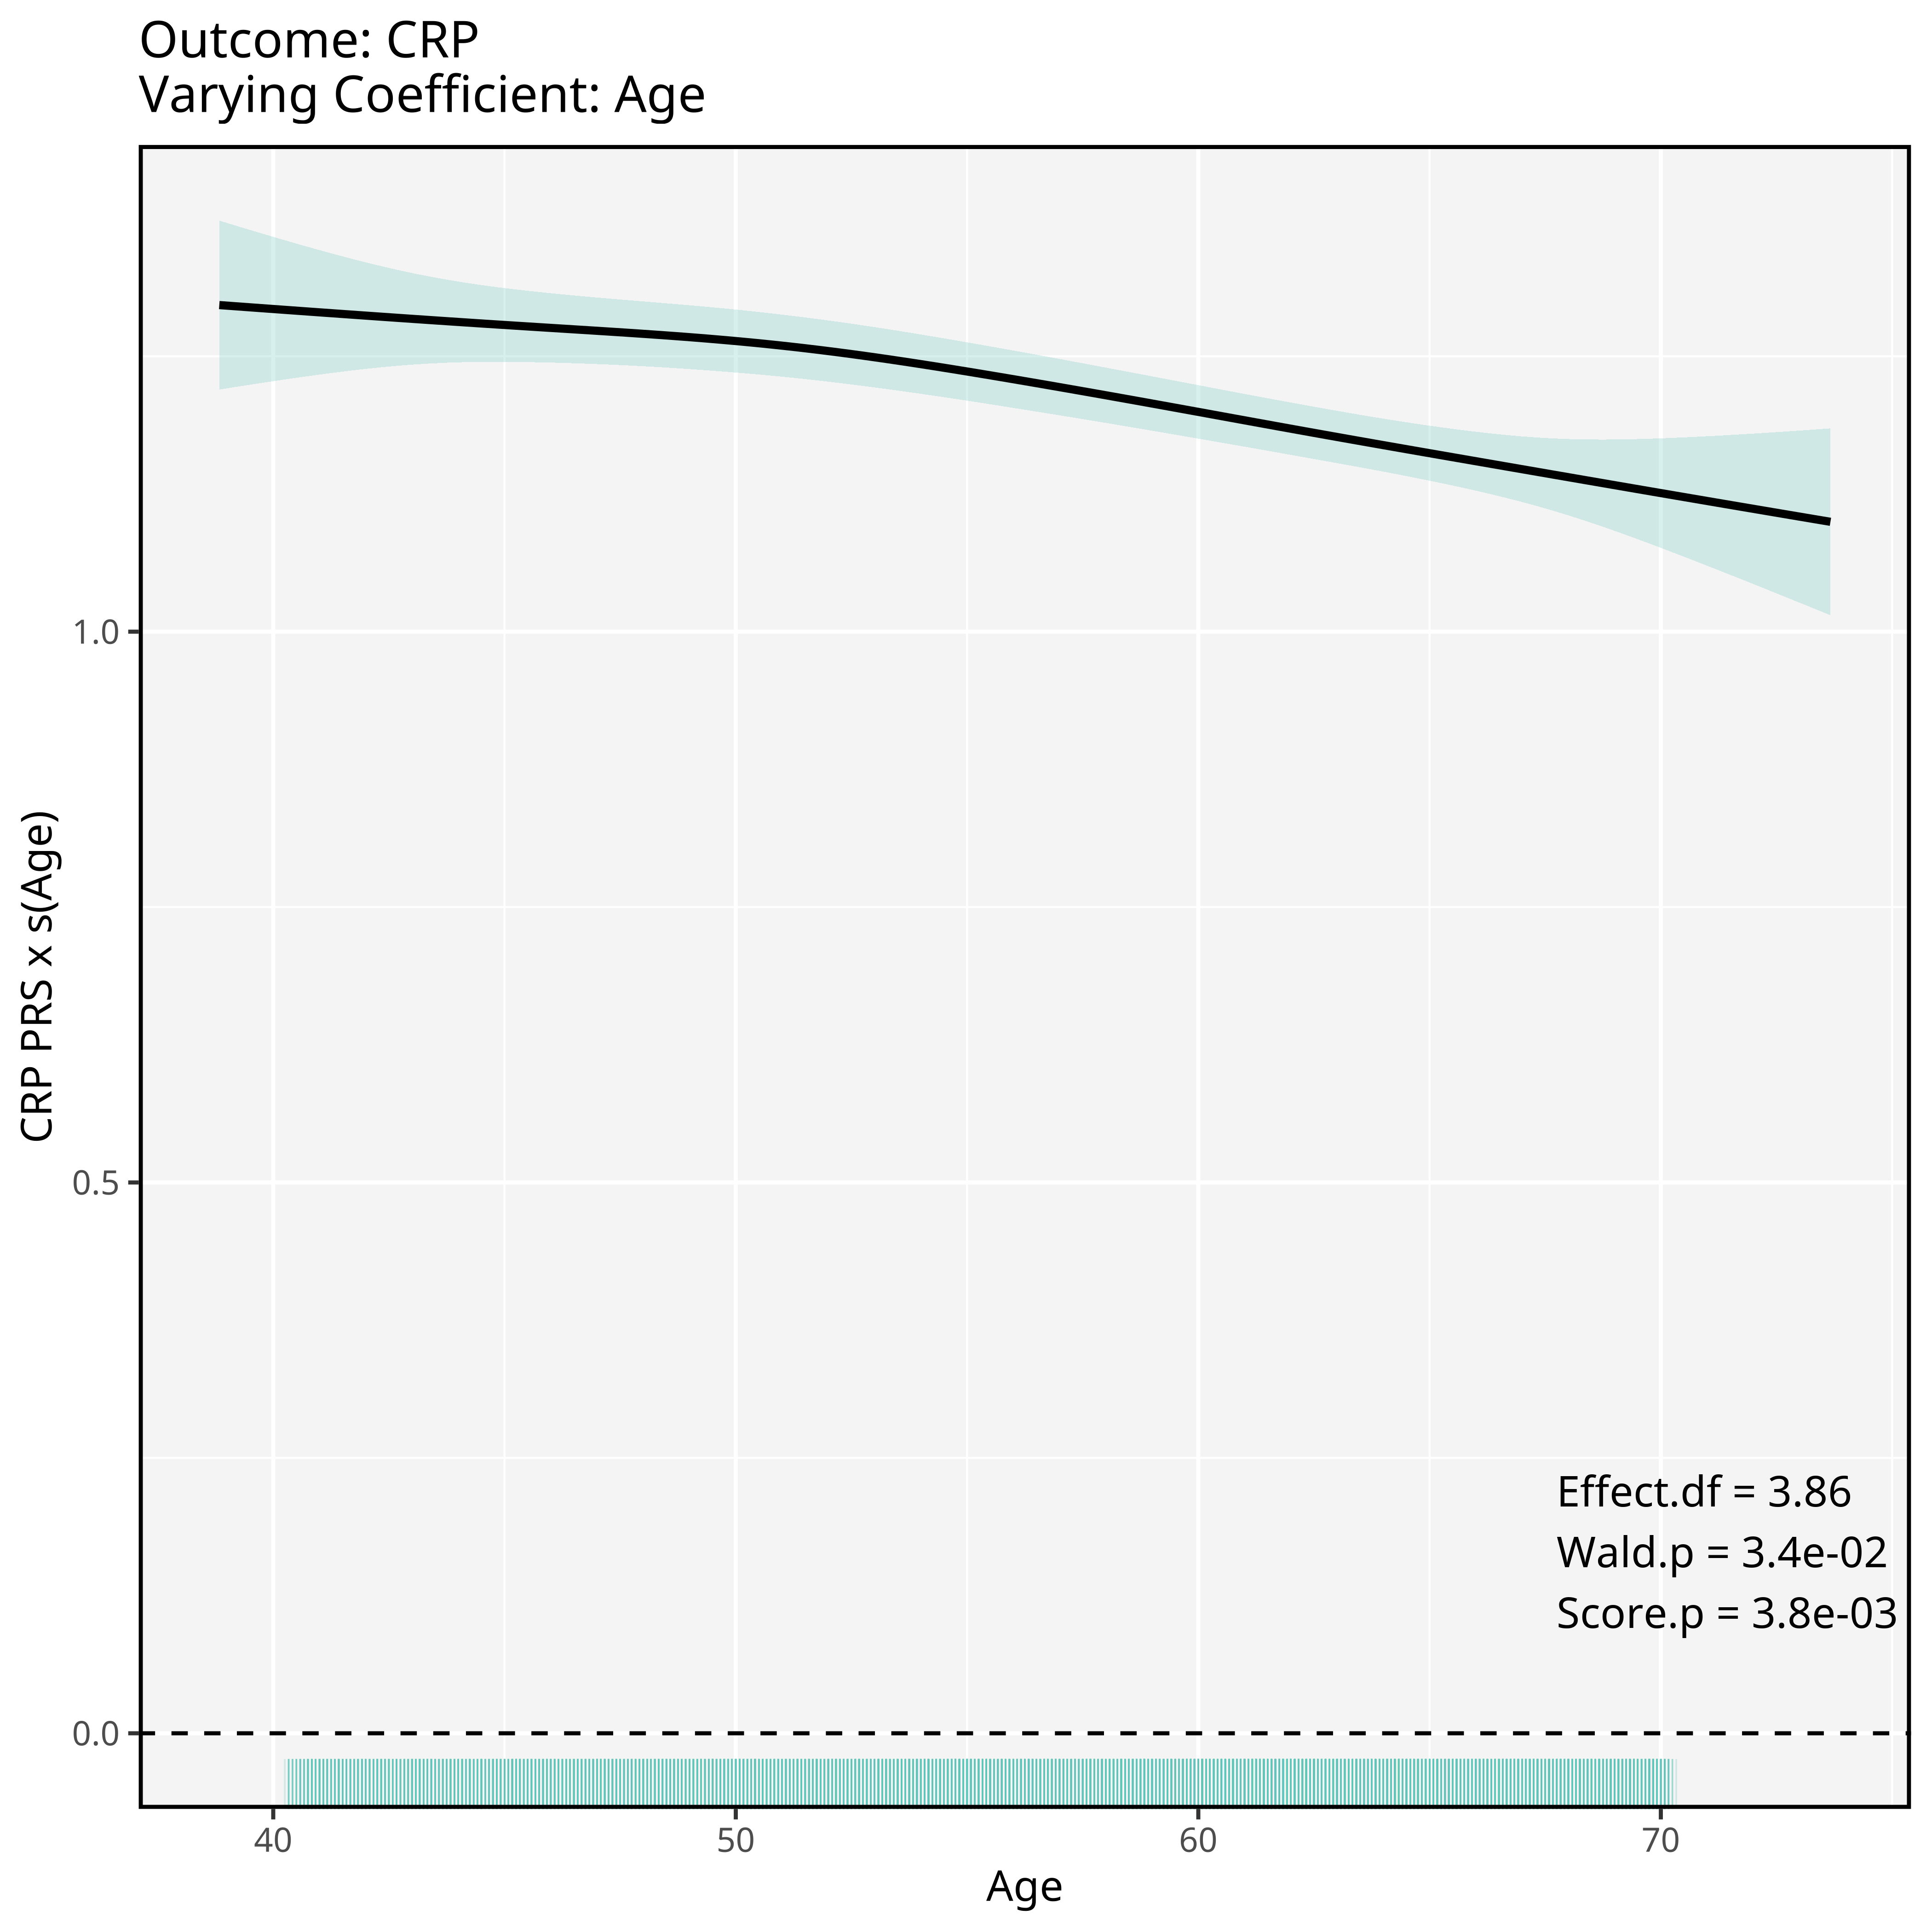 Outcome: CRP
Varying Coefficient: Age
CRP PRS x s(Age)
1.0
0.5
0.0
Effect.df = 3.86
Wald.p = 3.4e-02
Score.p = 3.8e-03
40 50 60 70
Age